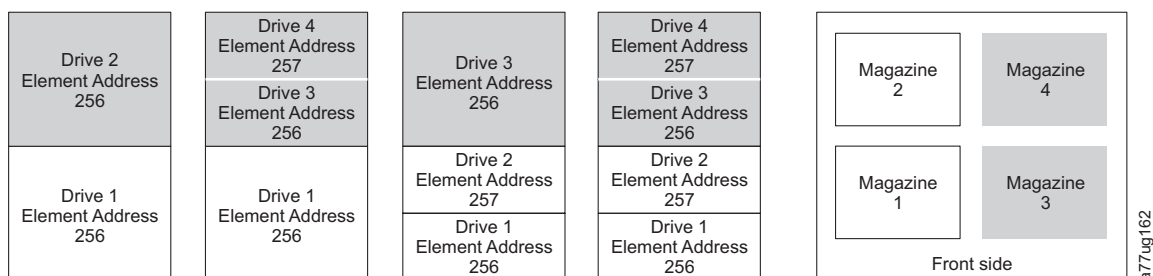 Drive 2
Element Address
256
Drive 1
Element Address
256
Drive 4
Element Address
257
Drive 3
Element Address
256
Drive 1
Element Address
256
Drive 3
Element Address
256
Drive 2
Element Address
257
Drive 1
Element Address
256
Drive 4
Element Address
257
Drive 3
Element Address
256
Drive 2
Element Address
257
Drive 1
Element Address
256
Magazine
2
Magazine
4
Magazine
1
Magazine
3
Front side
a77ug162